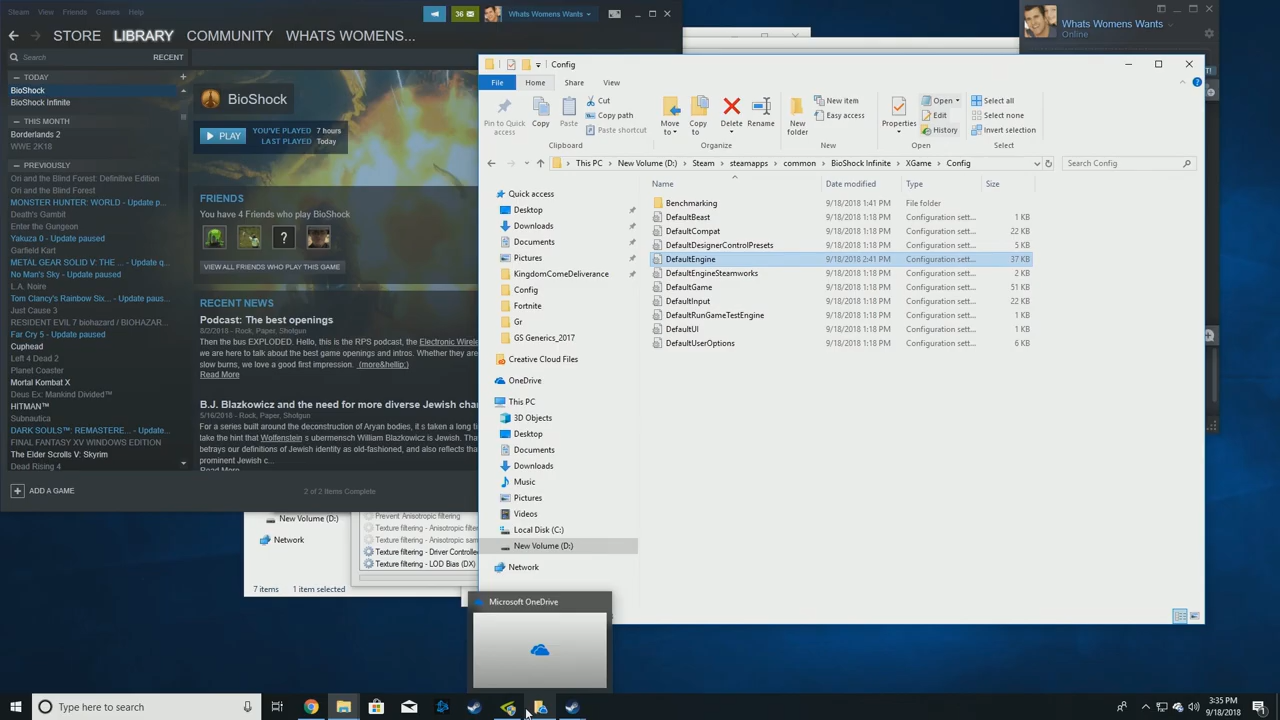 Steam View Friends Games Help
36
Whats Womens Wants
STORE LIBRARY COMMUNITY WHATS WOMENS...
Search
RECENT
TODAY
BioShock
BioShock Infinite
THIS MONTH
Borderlands 2
WWE 2K18
PREVIOUSLY
Ori and the Blind Forest: Definitive Edition
Ori and the Blind Forest
MONSTER HUNTER: WORLD - Update p...
Death's Gambit
Enter the Gungeon
Yakuza 0 - Update paused
Garfield Kart
METAL GEAR SOLID V: THE ... - Update q...
No Man's Sky - Update paused
L.A. Noire
Tom Clancy's Rainbow Six... - Update pau...
Just Cause 3
RESIDENT EVIL 7 biohazard / BIOHAZAR...
Far Cry 5 - Update paused
Cuphead
Left 4 Dead 2
Planet Coaster
Mortal Kombat X
Deus Ex: Mankind Divided™
HITMAN™
Subnautica
DARK SOULS™: REMASTERE... - Updat...
FINAL FANTASY XV WINDOWS EDITION
The Elder Scrolls V: Skyrim
Dead Rising 4
ADD A GAME
BioShock
PLAY
YOU'VE PLAYED 7 hours
LAST PLAYED Today
FRIENDS
You have 4 Friends who play BioShock
?
VIEW ALL FRIENDS WHO PLAY THIS GAME
RECENT NEWS
Podcast: The best openings
8/2/2018 - Rock, Paper, Shotgun
Then the bus EXPLODED. Hello, this is the RPS podcast, the Electronic Wirele
about the best game openings and intros. Whether they are
slow burns, we love a good first impression. (more&hellip;)
Read More
B.J. Blazkowicz and the need for more diverse Jewish cha
5/16/2018 - Rock, Paper, Shotgun
For a series built around the deconstruction of Aryan bodies, it's taken a long t
take the hint that Wolfenstein s ubermensch William Blazkowicz is Jewish. T
betrays our definitions of Jewish identity as old-fashioned, and also reflects t
prominently Jewish c...
Read More
2 of 2 Items Complete
Whats Womens Wants
Online
Config
File Home Share View
Pin to Quick access
Copy
Paste
Cut
Copy path
Paste shortcut
Clipboard
Move to
Copy to
Delete
Rename
Organize
New folder
New item
Easy access
New
Properties
Open
Edit
History
Open
Select all
Select none
Invert selection
Select
This PC > New Volume (D:) > Steam > steamapps > common > BioShock Infinite > XGame > Config
Search Config
Name Date modified Type Size
Benchmarking 9/18/2018 1:41 PM File folder
DefaultBeast 9/18/2018 1:18 PM Configuration sett... 1 KB
DefaultCompat 9/18/2018 1:18 PM Configuration sett... 22 KB
DefaultDesignerControlPresets 9/18/2018 1:18 PM Configuration sett... 5 KB
DefaultEngine 9/18/2018 2:41 PM Configuration sett... 37 KB
DefaultEngineSteamworks 9/18/2018 1:18 PM Configuration sett... 2 KB
DefaultGame 9/18/2018 1:18 PM Configuration sett... 51 KB
DefaultInput 9/18/2018 1:18 PM Configuration sett... 22 KB
DefaultRunGameTestEngine 9/18/2018 1:18 PM Configuration sett... 1 KB
DefaultUI 9/18/2018 1:18 PM Configuration sett... 1 KB
DefaultUserOptions 9/18/2018 1:18 PM Configuration sett... 6 KB
Quick access
Desktop
Downloads
Documents
Pictures
KingdomComeDeliverance
Config
Fortnite
Gr
GS Generics_2017
Creative Cloud Files
OneDrive
This PC
3D Objects
Desktop
Documents
Downloads
Music
Pictures
Videos
Local Disk (C:)
New Volume (D:)
Network
New Volume (D:)
Network
7 items 1 item selected
Prevent Anisotropic filterin
Texture filtering - Anisotropic filter
Texture filtering - Anisotropic sam
Texture filtering - Driver Controlled
Texture filtering - LOD Bias (DX)
Microsoft OneDrive
Type here to search
3:35 PM
9/18/2018